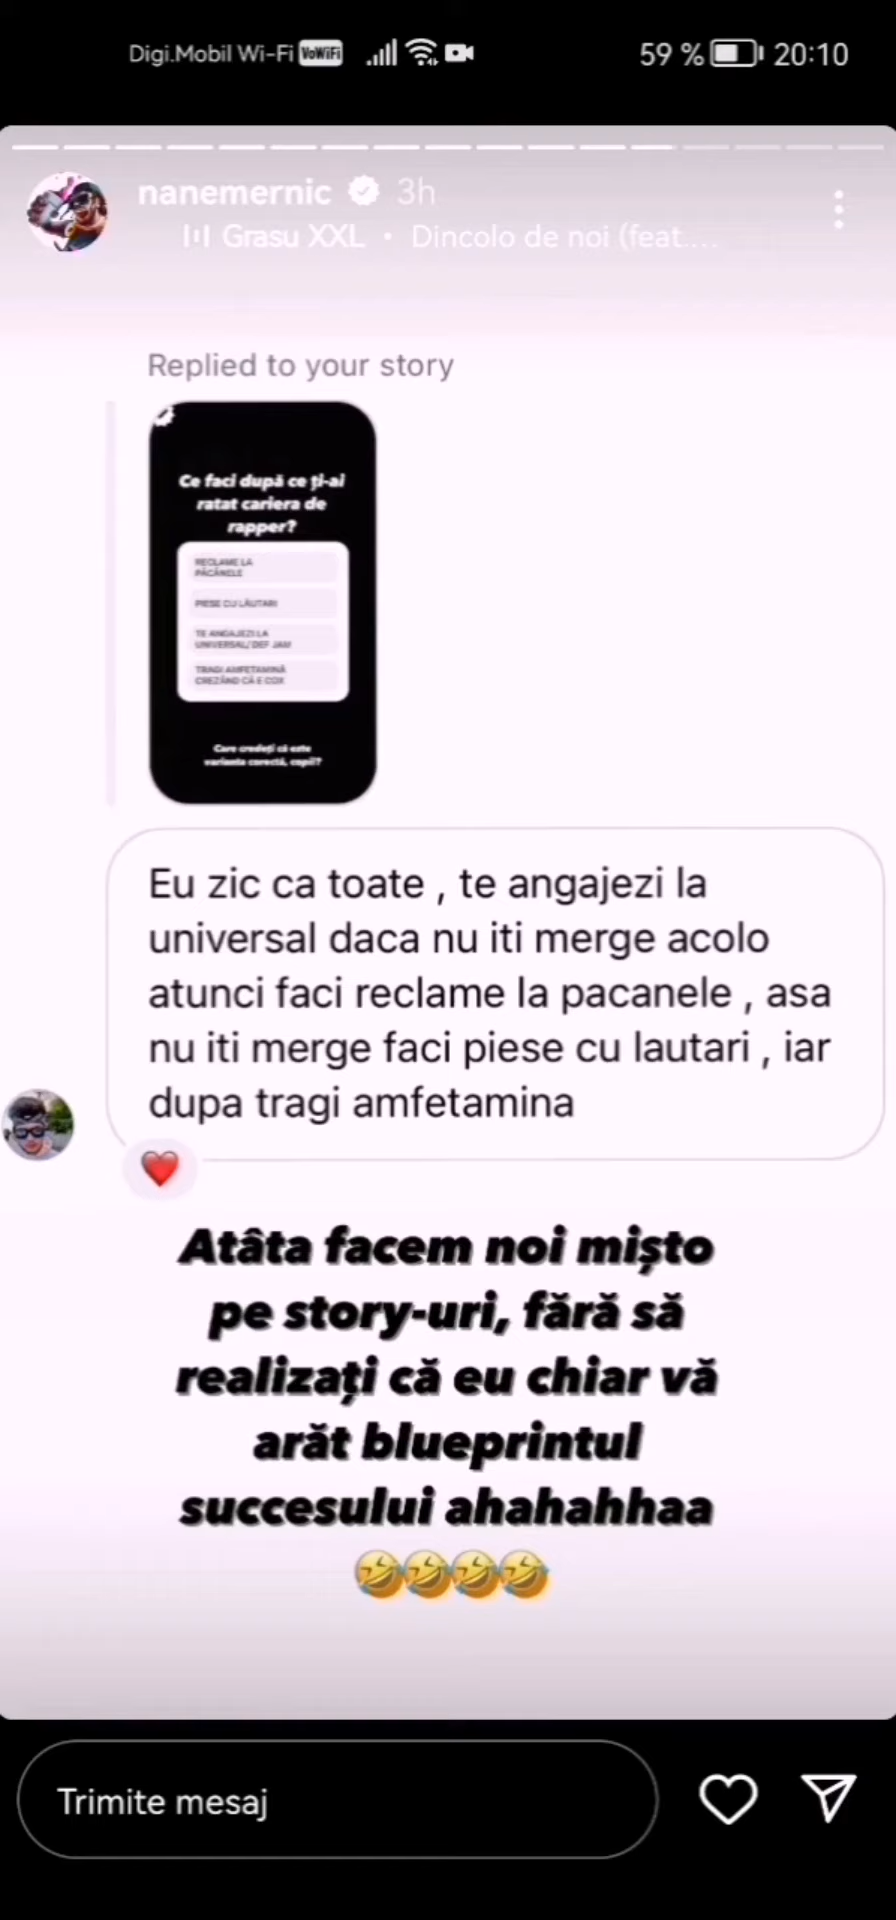 Digi.Mobil Wi-Fi VoWiFi 59 % 20:10
nanemernic 3h
Grasu XXL • Dincolo de noi (feat....
Replied to your story
Ce faci după ce ți-ai
ratat cariera de
rapper?
RECLAME LA
PĂCĂNELE
PIESE CU LĂUTARI
TE ANGAJEZI LA
UNIVERSAL/ DEF JAM
TRAGI AMFETAMINĂ
CREZÂND CĂ E COX
Care credeți că este
varianta corectă, copii?
Eu zic ca toate , te angajezi la
universal daca nu iti merge acolo
atunci faci reclame la pacanele , asa
nu iti merge faci piese cu lautari , iar
dupa tragi amfetamina
Atâta facem noi mișto
pe story-uri, fără să
realizați că eu chiar vă
arăt blueprintul
succesului ahahahhaa
🤣🤣🤣🤣
Trimite mesaj